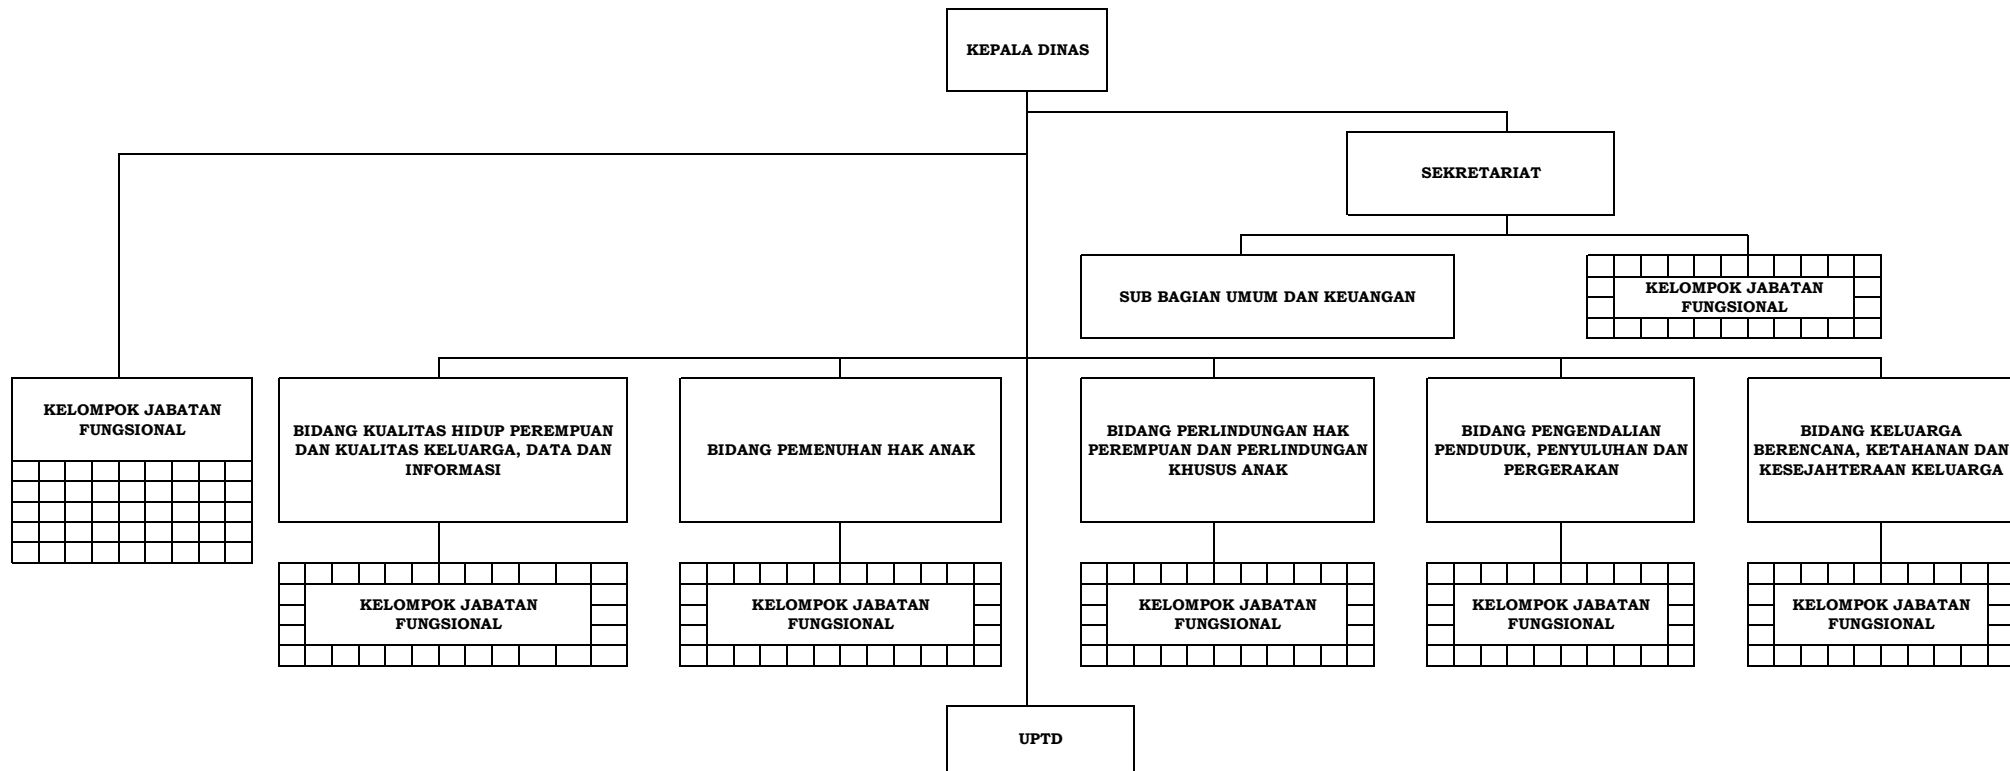 KEPALA DINAS
SEKRETARIAT
SUB BAGIAN UMUM DAN KEUANGAN
KELOMPOK JABATAN
FUNGSIONAL
KELOMPOK JABATAN
FUNGSIONAL
BIDANG KUALITAS HIDUP PEREMPUAN
DAN KUALITAS KELUARGA, DATA DAN
INFORMASI
BIDANG PEMENUHAN HAK ANAK
BIDANG PERLINDUNGAN HAK
PEREMPUAN DAN PERLINDUNGAN
KHUSUS ANAK
BIDANG PENGENDALIAN
PENDUDUK, PENYULUHAN DAN
PERGERAKAN
BIDANG KELUARGA
BERENCANA, KETAHANAN DAN
KESEJAHTERAAN KELUARGA
KELOMPOK JABATAN
FUNGSIONAL
KELOMPOK JABATAN
FUNGSIONAL
KELOMPOK JABATAN
FUNGSIONAL
KELOMPOK JABATAN
FUNGSIONAL
KELOMPOK JABATAN
FUNGSIONAL
UPTD